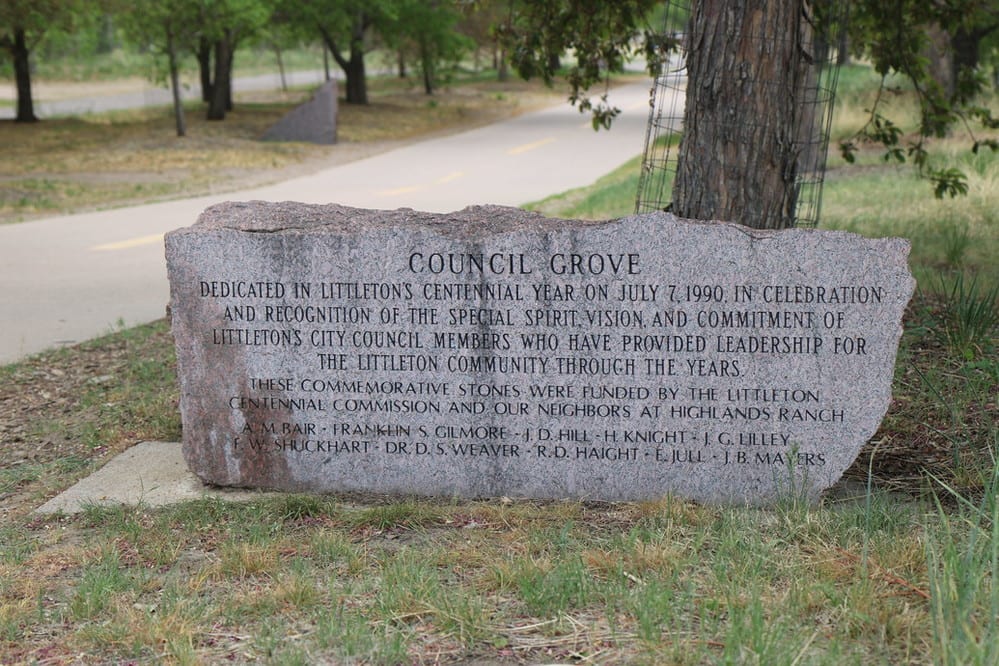 COUNCIL GROVE
DEDICATED IN LITTLETON'S CENTENNIAL YEAR ON JULY 7, 1990, IN CELEBRATION
AND RECOGNITION OF THE SPECIAL SPIRIT, VISION, AND COMMITMENT OF
LITTLETON'S CITY COUNCIL MEMBERS WHO HAVE PROVIDED LEADERSHIP FOR
THE LITTLETON COMMUNITY THROUGH THE YEARS.
THESE COMMEMORATIVE STONES WERE FUNDED BY THE LITTLETON
CENTENNIAL COMMISSION AND OUR NEIGHBORS AT HIGHLANDS RANCH
A. M. BAIR · FRANKLIN S. GILMORE · J. D. HILL · H. KNIGHT · J. G. LILLEY
F. W. SHUCKHART · DR. D. S. WEAVER · R. D. HAIGHT · E. JULL · J. B. MAYERS